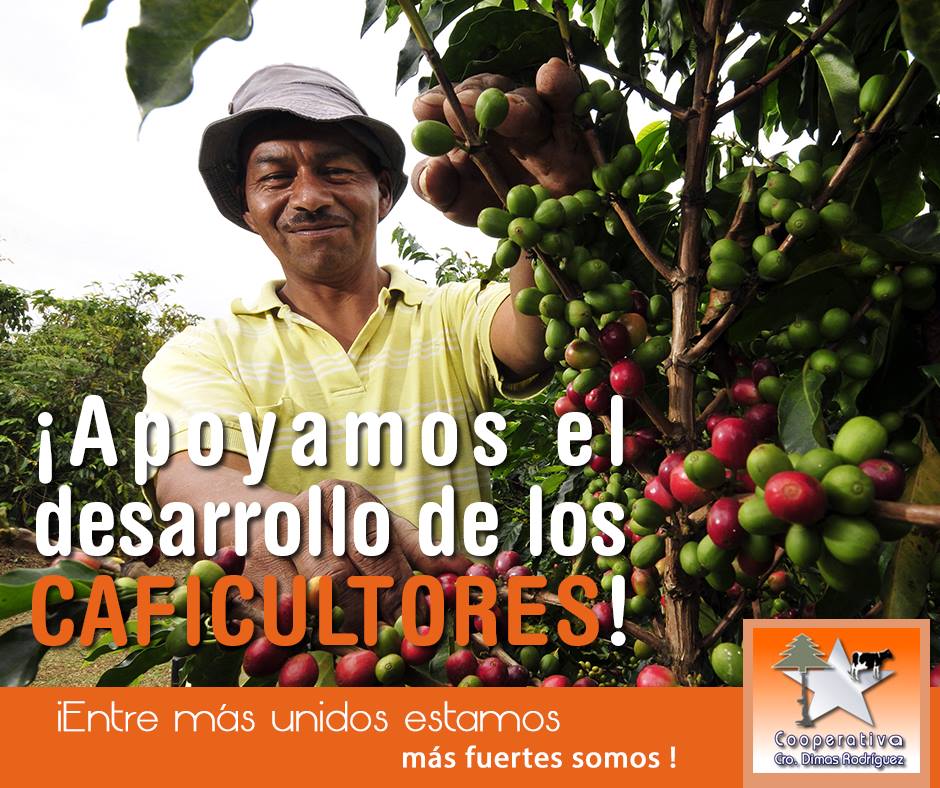 ¡Apoyamos el
desarrollo de los
CAFICULTORES!
¡Entre más unidos estamos
más fuertes somos !
Cooperativa
Cro. Dimas Rodríguez